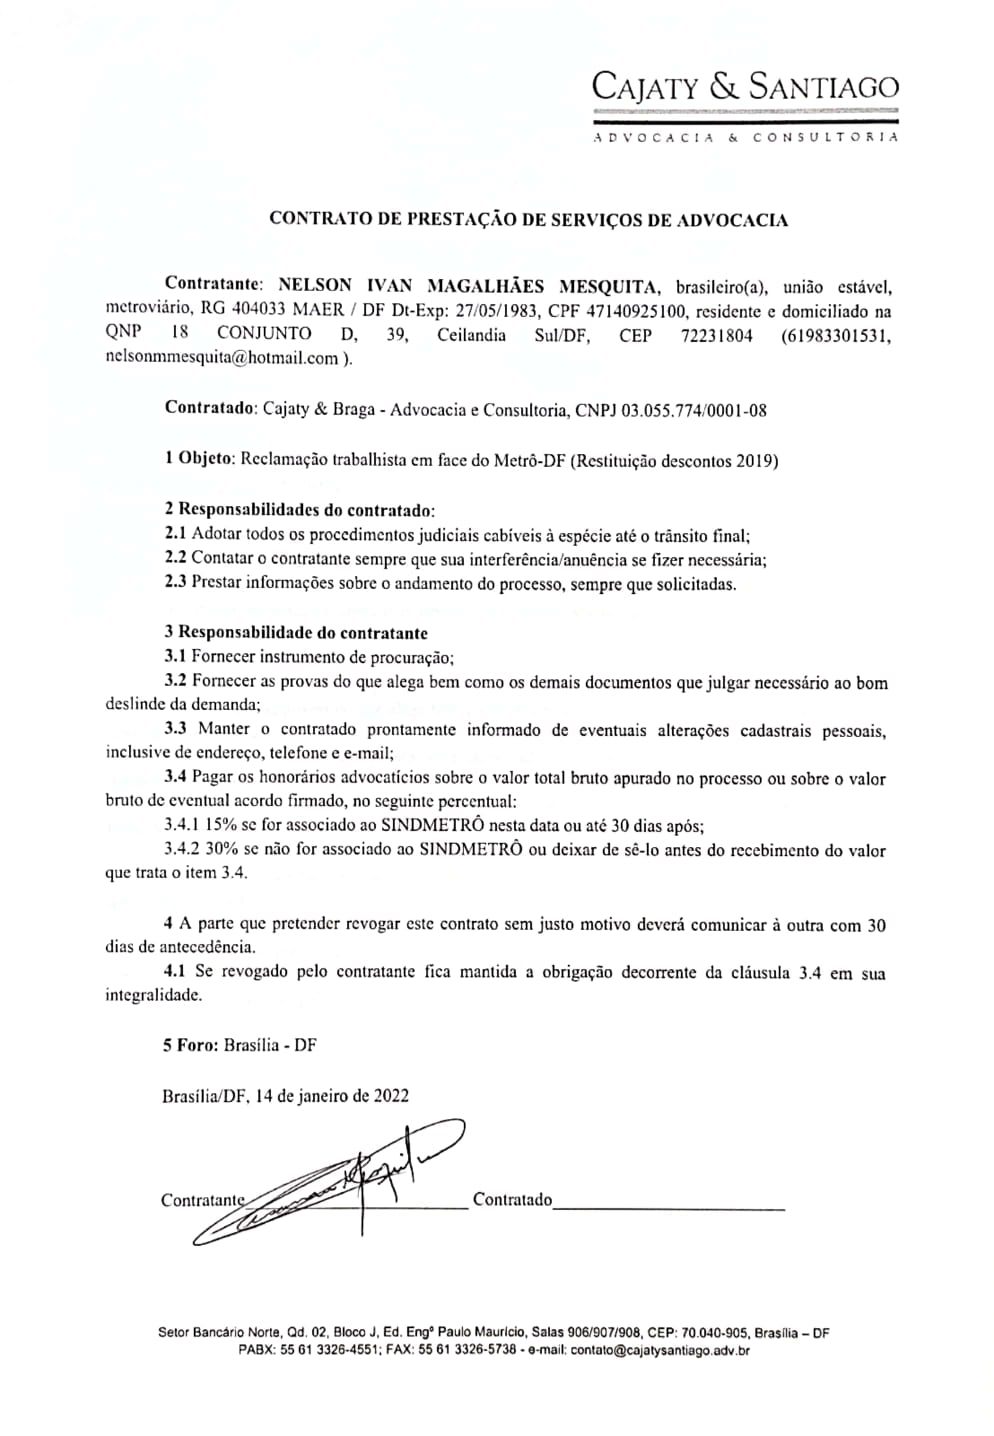 CAJATY & SANTIAGO
ADVOCACIA & CONSULTORIA
CONTRATO DE PRESTAÇÃO DE SERVIÇOS DE ADVOCACIA
Contratante: NELSON IVAN MAGALHÃES MESQUITA, brasileiro(a), união estável,
metroviário, RG 404033 MAER / DF Dt-Exp: 27/05/1983, CPF 47140925100, residente e domiciliado na
QNP 18 CONJUNTO D, 39, Ceilandia Sul/DF, CEP 72231804 (61983301531,
nelsonmmesquita@hotmail.com ).
Contratado: Cajaty & Braga - Advocacia e Consultoria, CNPJ 03.055.774/0001-08
1 Objeto: Reclamação trabalhista em face do Metrô-DF (Restituição descontos 2019)
2 Responsabilidades do contratado:
2.1 Adotar todos os procedimentos judiciais cabíveis à espécie até o trânsito final;
2.2 Contatar o contratante sempre que sua interferência/anuência se fizer necessária;
2.3 Prestar informações sobre o andamento do processo, sempre que solicitadas.
3 Responsabilidade do contratante
3.1 Fornecer instrumento de procuração;
3.2 Fornecer as provas do que alega bem como os demais documentos que julgar necessário ao bom
deslinde da demanda;
3.3 Manter o contratado prontamente informado de eventuais alterações cadastrais pessoais,
inclusive de endereço, telefone e e-mail;
3.4 Pagar os honorários advocatícios sobre o valor total bruto apurado no processo ou sobre o valor
bruto de eventual acordo firmado, no seguinte percentual:
3.4.1 15% se for associado ao SINDMETRÔ nesta data ou até 30 dias após;
3.4.2 30% se não for associado ao SINDMETRÔ ou deixar de sê-lo antes do recebimento do valor
que trata o item 3.4.
4 A parte que pretender revogar este contrato sem justo motivo deverá comunicar à outra com 30
dias de antecedência.
4.1 Se revogado pelo contratante fica mantida a obrigação decorrente da cláusula 3.4 em sua
integralidade.
5 Foro: Brasília - DF
Brasília/DF, 14 de janeiro de 2022
Contratante Contratado
Setor Bancário Norte, Qd. 02, Bloco J, Ed. Engº Paulo Maurício, Salas 906/907/908, CEP: 70.040-905, Brasília – DF
PABX: 55 61 3326-4551; FAX: 55 61 3326-5738 - e-mail: contato@cajatysantiago.adv.br